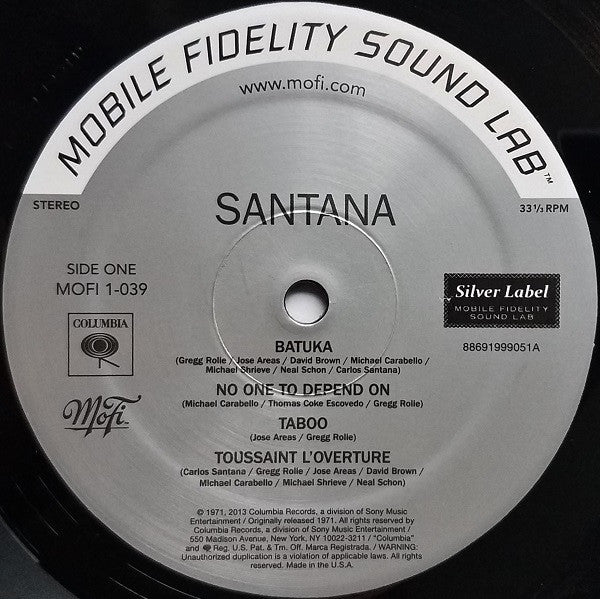 MOBILE FIDELITY SOUND LAB™
www.mofi.com
STEREO
33 1/3 RPM
SANTANA
SIDE ONE
MOFI 1-039
COLUMBIA
MoFi
Silver Label
MOBILE FIDELITY
SOUND LAB
88691999051A
BATUKA
(Gregg Rolie / Jose Areas / David Brown / Michael Carabello /
Michael Shrieve / Neal Schon / Carlos Santana)
NO ONE TO DEPEND ON
(Michael Carabello / Thomas Coke Escovedo / Gregg Rolie)
TABOO
(Jose Areas / Gregg Rolie)
TOUSSAINT L'OVERTURE
(Carlos Santana / Gregg Rolie / Jose Areas / David Brown /
Michael Carabello / Michael Shrieve / Neal Schon)
© 1971, 2013 Columbia Records, a division of Sony Music
Entertainment / Originally released 1971. All rights reserved by
Columbia Records, a division of Sony Music Entertainment /
550 Madison Avenue, New York, NY 10022-3211 / "Columbia"
and Reg. U.S. Pat. & Tm. Off. Marca Registrada. / WARNING:
Unauthorized duplication is a violation of applicable laws. All rights
reserved. Made in the U.S.A.